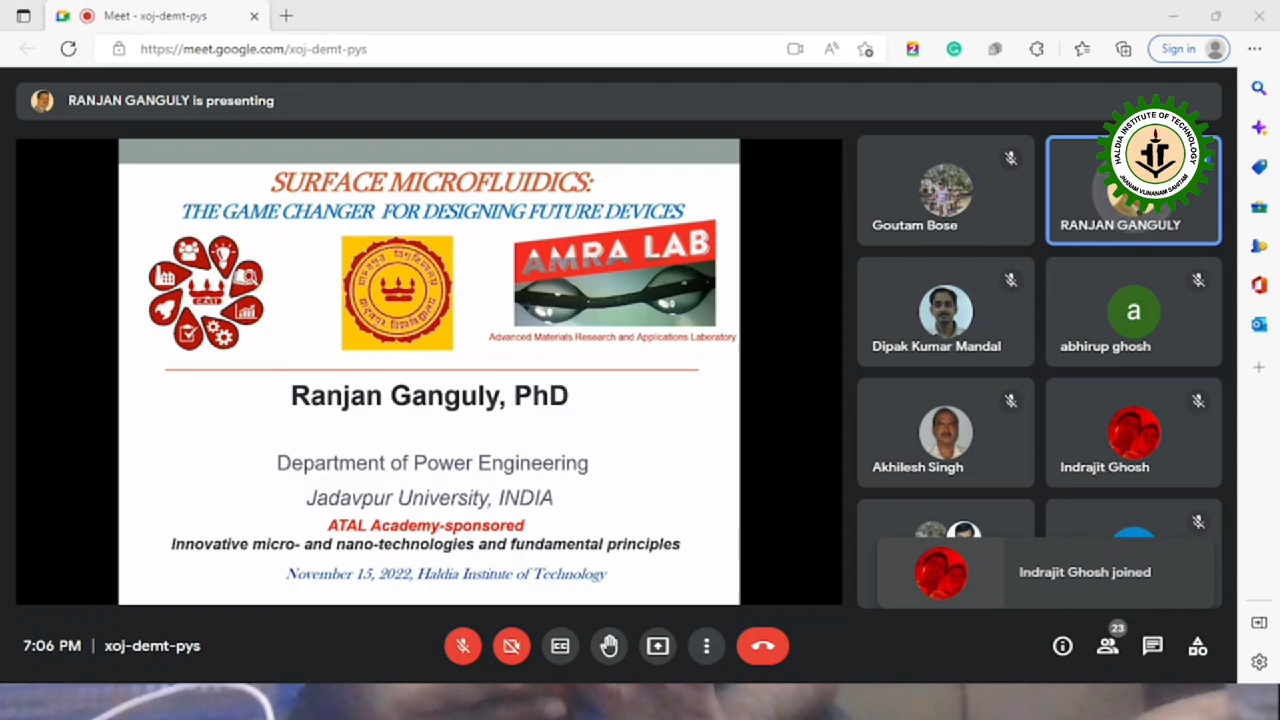 Meet - xoj-demt-pys
https://meet.google.com/xoj-demt-pys
Sign in
RANJAN GANGULY is presenting
SURFACE MICROFLUIDICS:
THE GAME CHANGER FOR DESIGNING FUTURE DEVICES
CAST
AMRA LAB
Advanced Materials Research and Applications Laboratory
Ranjan Ganguly, PhD
Department of Power Engineering
Jadavpur University, INDIA
ATAL Academy-sponsored
Innovative micro- and nano-technologies and fundamental principles
November 15, 2022, Haldia Institute of Technology
HALDIA INSTITUTE OF TECHNOLOGY
JNANAM VIJNANAM SAHITAM
Goutam Bose
RANJAN GANGULY
Dipak Kumar Mandal
a
abhirup ghosh
Akhilesh Singh
Indrajit Ghosh
Indrajit Ghosh joined
7:06 PM | xoj-demt-pys
23